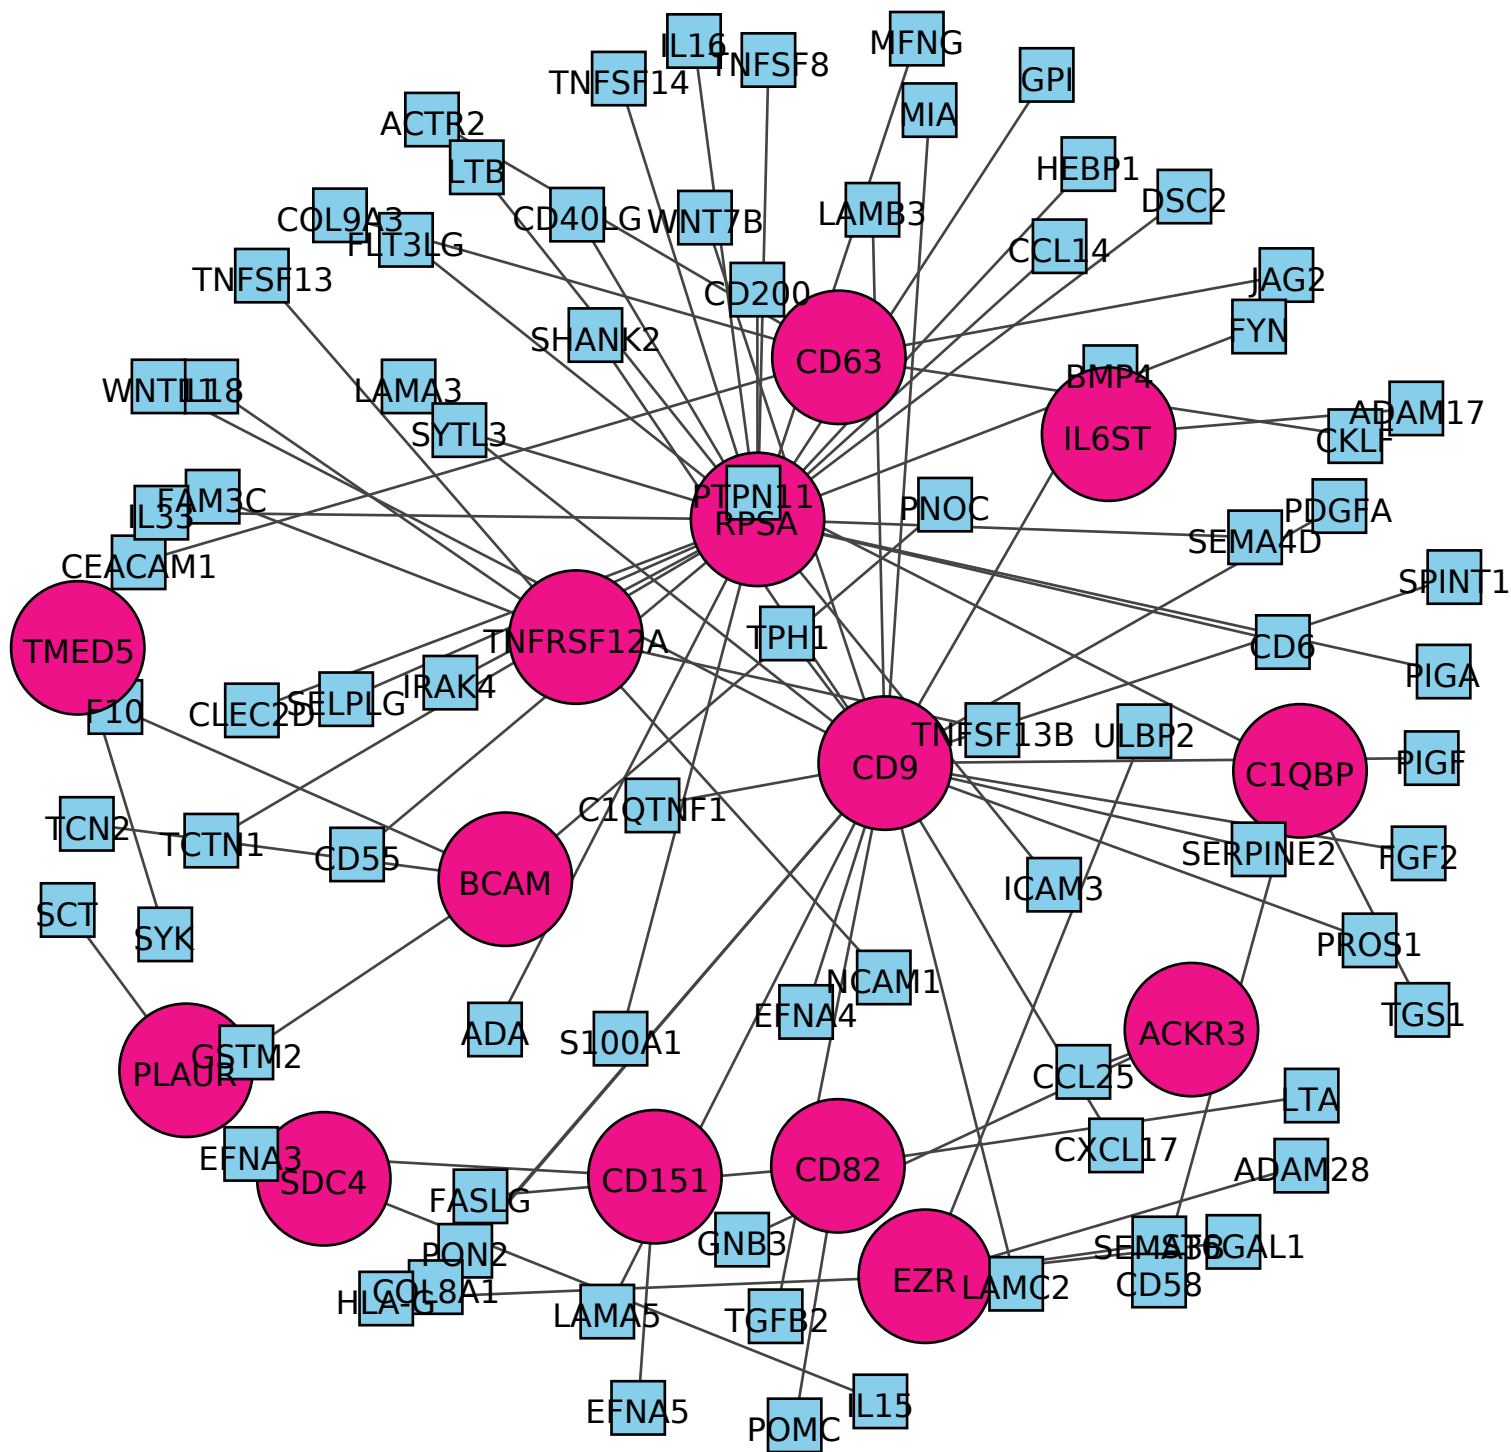 IL16
MFNG
TNFSF8
GPI
TNFSF14
MIA
ACTR2
HEBP1
LTB
DSC2
COL9A3
CD40LG
WNT7B
LAMB3
FLT3LG
CCL14
TNFSF13
JAG2
CD200
FYN
SHANK2
CD63
BMP4
WNT11
IL18
LAMA3
ADAM17
SYTL3
IL6ST
CKLF
PTPN11
FAM3C
PNOC
PDGFA
IL33
RPSA
SEMA4D
CEACAM1
SPINT1
TMED5
TNFRSF12A
TPH1
CD6
IRAK4
PIGA
SELPLG
F10
CLEC2D
TNFSF13B
ULBP2
CD9
C1QBP
PIGF
C1QTNF1
TCN2
TCTN1
CD55
SERPINE2
FGF2
BCAM
ICAM3
SCT
SYK
PROS1
NCAM1
EFNA4
TGS1
ADA
S100A1
ACKR3
GSTM2
PLAUR
CCL25
LTA
CXCL17
EFNA3
SDC4
CD151
CD82
ADAM28
FASLG
PON2
GNB3
ST6GAL1
EZR
LAMC2
CD58
COL8A1
HLA-G
LAMA5
TGFB2
EFNA5
IL15
POMC